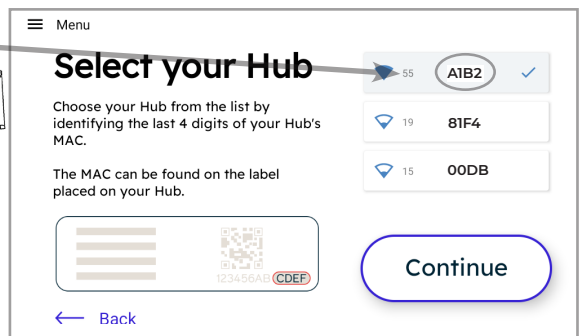 Menu
Select your Hub
Choose your Hub from the list by
identifying the last 4 digits of your Hub's
MAC.
The MAC can be found on the label
placed on your Hub.
123456AB CDEF
Back
55 A1B2
19 81F4
15 00DB
Continue